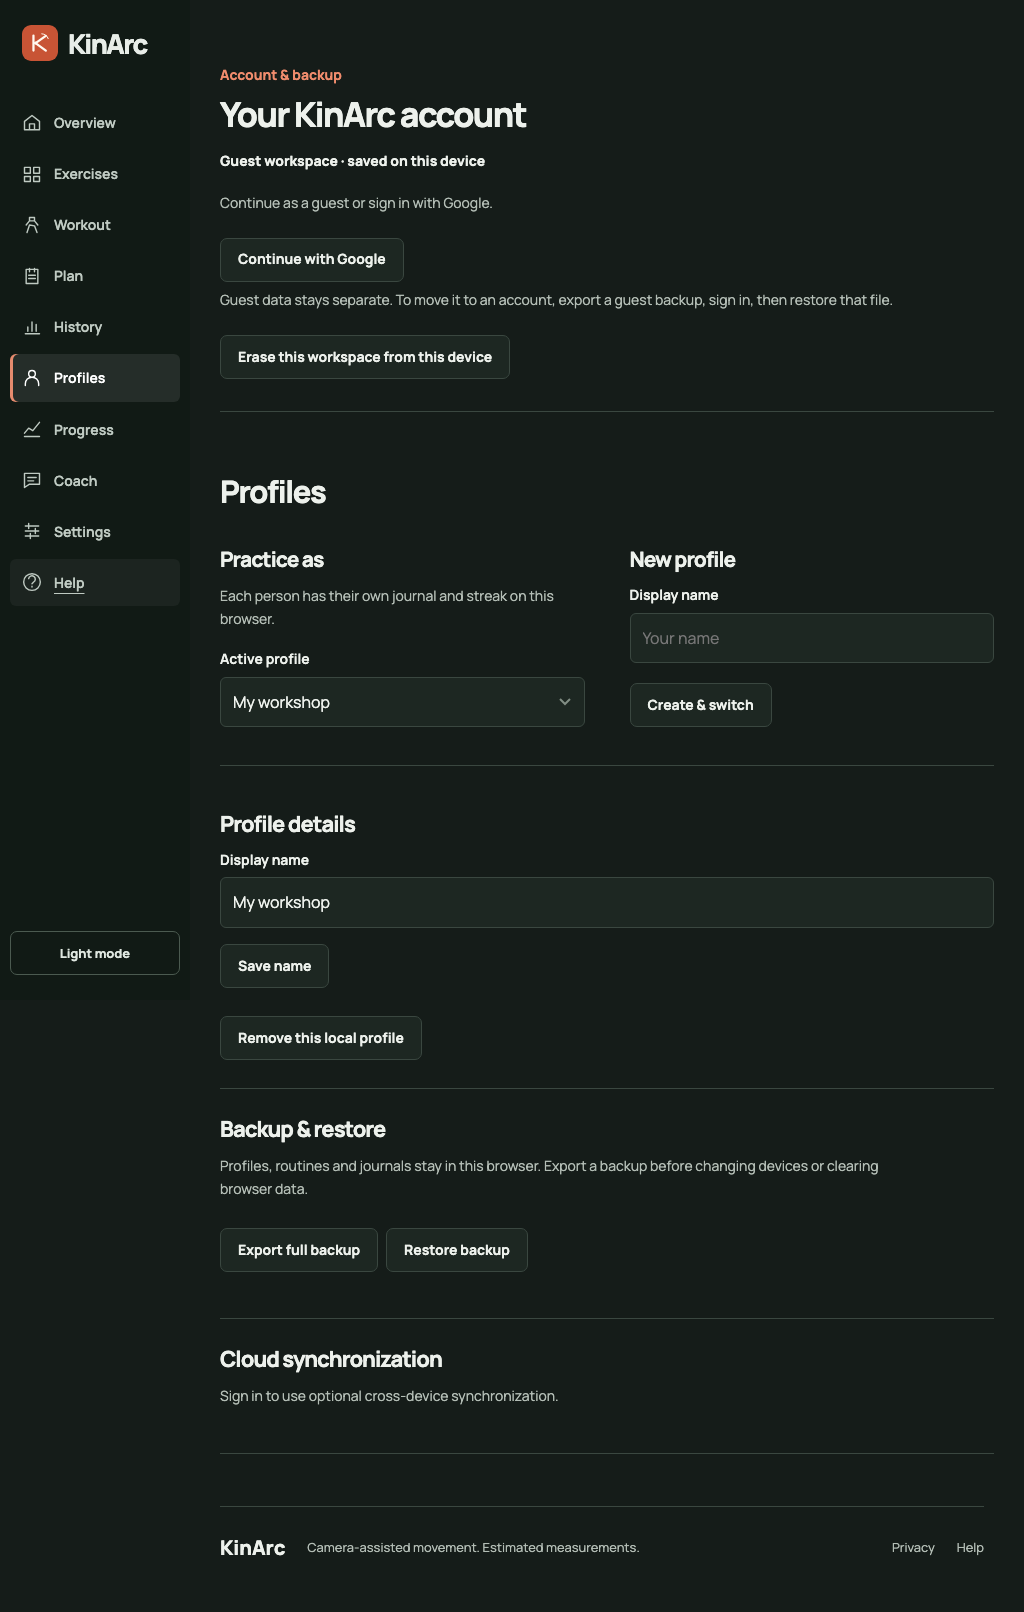 KinArc
Overview
Exercises
Workout
Plan
History
Profiles
Progress
Coach
Settings
Help
Light mode
Account & backup
Your KinArc account
Guest workspace · saved on this device
Continue as a guest or sign in with Google.
Continue with Google
Guest data stays separate. To move it to an account, export a guest backup, sign in, then restore that file.
Erase this workspace from this device
Profiles
Practice as
Each person has their own journal and streak on this
browser.
Active profile
My workshop
New profile
Display name
Your name
Create & switch
Profile details
Display name
My workshop
Save name
Remove this local profile
Backup & restore
Profiles, routines and journals stay in this browser. Export a backup before changing devices or clearing
browser data.
Export full backup
Restore backup
Cloud synchronization
Sign in to use optional cross-device synchronization.
KinArc
Camera-assisted movement. Estimated measurements.
Privacy
Help